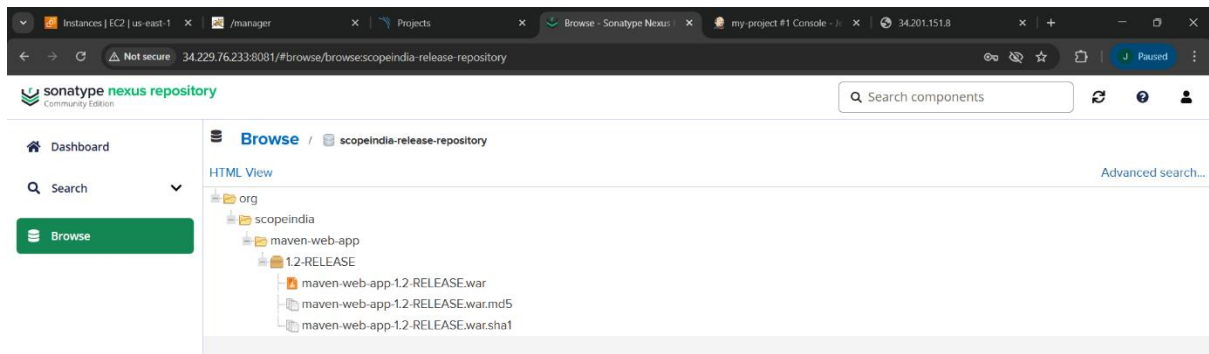 Instances | EC2 | us-east-1
/manager
Projects
Browse - Sonatype Nexus
my-project #1 Console - Je
34.201.151.8
Not secure
34.229.76.233:8081/#browse/browse:scopeindia-release-repository
J
Paused
sonatype nexus repository
Community Edition
Search components
Dashboard
Search
Browse
Browse / scopeindia-release-repository
HTML View
Advanced search...
org
scopeindia
maven-web-app
1.2-RELEASE
maven-web-app-1.2-RELEASE.war
maven-web-app-1.2-RELEASE.war.md5
maven-web-app-1.2-RELEASE.war.sha1